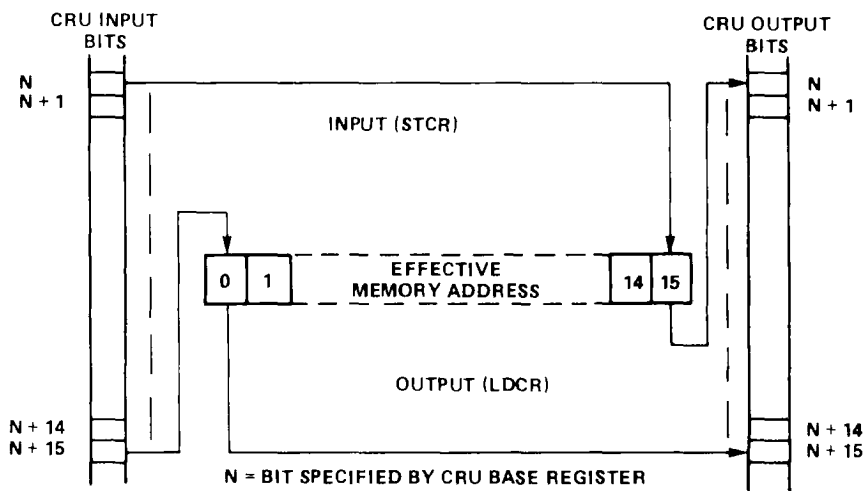 CRU INPUT
BITS
CRU OUTPUT
BITS
N
N + 1
N
N + 1
INPUT (STCR)
0 1
EFFECTIVE
MEMORY ADDRESS
14 15
OUTPUT (LDCR)
N + 14
N + 15
N + 14
N + 15
N = BIT SPECIFIED BY CRU BASE REGISTER